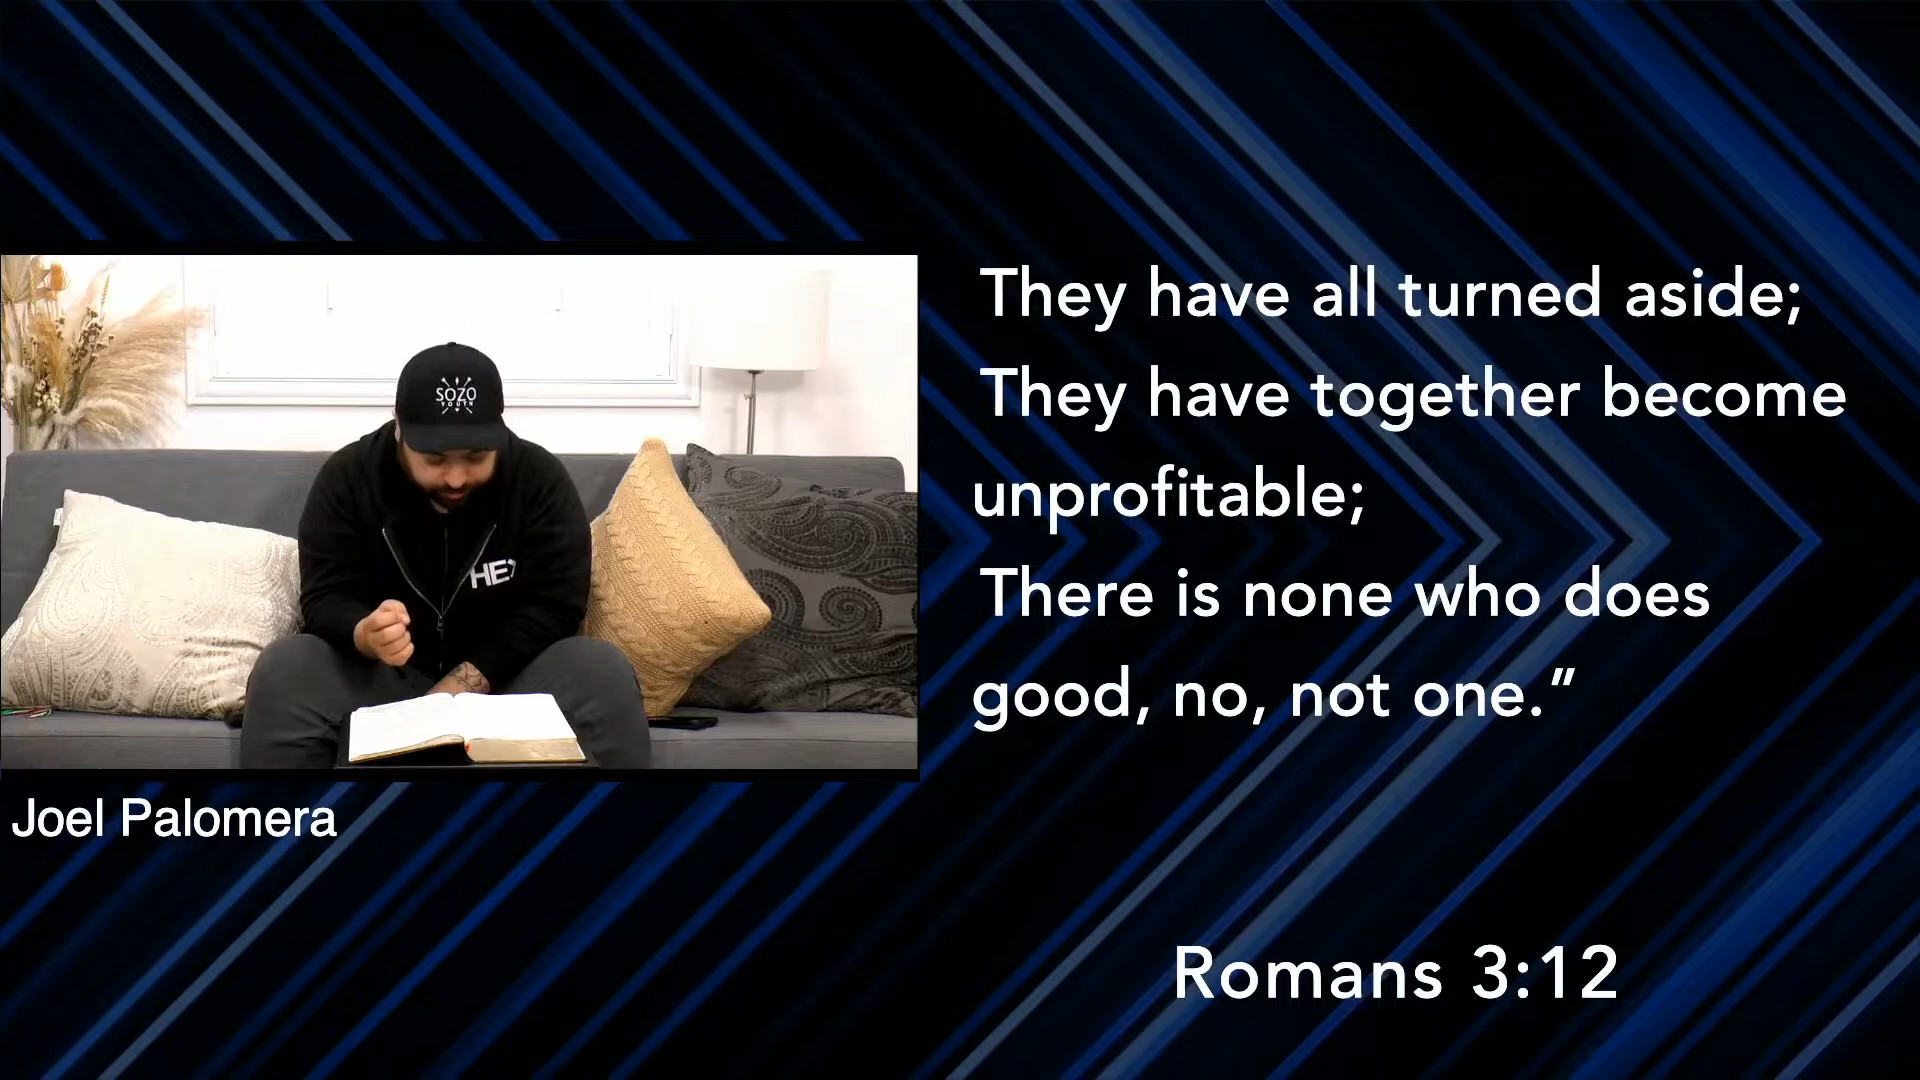 They have all turned aside;
They have together become
unprofitable;
There is none who does
good, no, not one.”
Romans 3:12
SOZO
YOUTH
HE
Joel Palomera